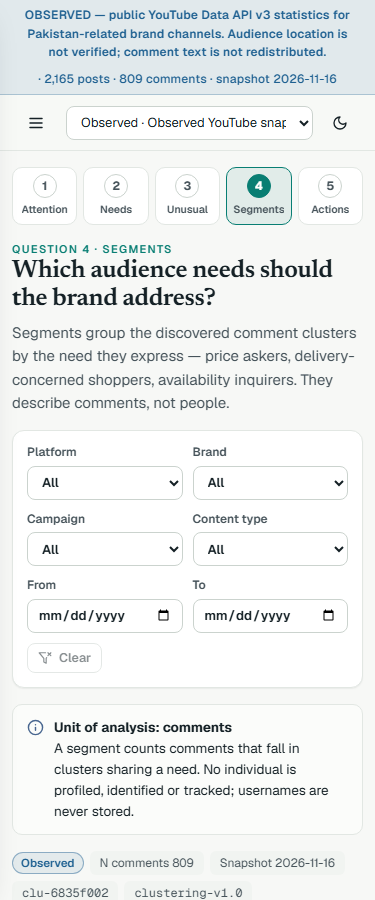 OBSERVED — public YouTube Data API v3 statistics for
Pakistan-related brand channels. Audience location is
not verified; comment text is not redistributed.
· 2,165 posts · 809 comments · snapshot 2026-11-16
Observed · Observed YouTube snap
1 2 3 4 5
Attention Needs Unusual Segments Actions
QUESTION 4 · SEGMENTS
Which audience needs should
the brand address?
Segments group the discovered comment clusters
by the need they express — price askers, delivery-
concerned shoppers, availability inquirers. They
describe comments, not people.
Platform Brand
All All
Campaign Content type
All All
From To
mm/dd/yyyy mm/dd/yyyy
Clear
Unit of analysis: comments
A segment counts comments that fall in
clusters sharing a need. No individual is
profiled, identified or tracked; usernames are
never stored.
Observed N comments 809 Snapshot 2026-11-16
clu-6835f002 clustering-v1.0